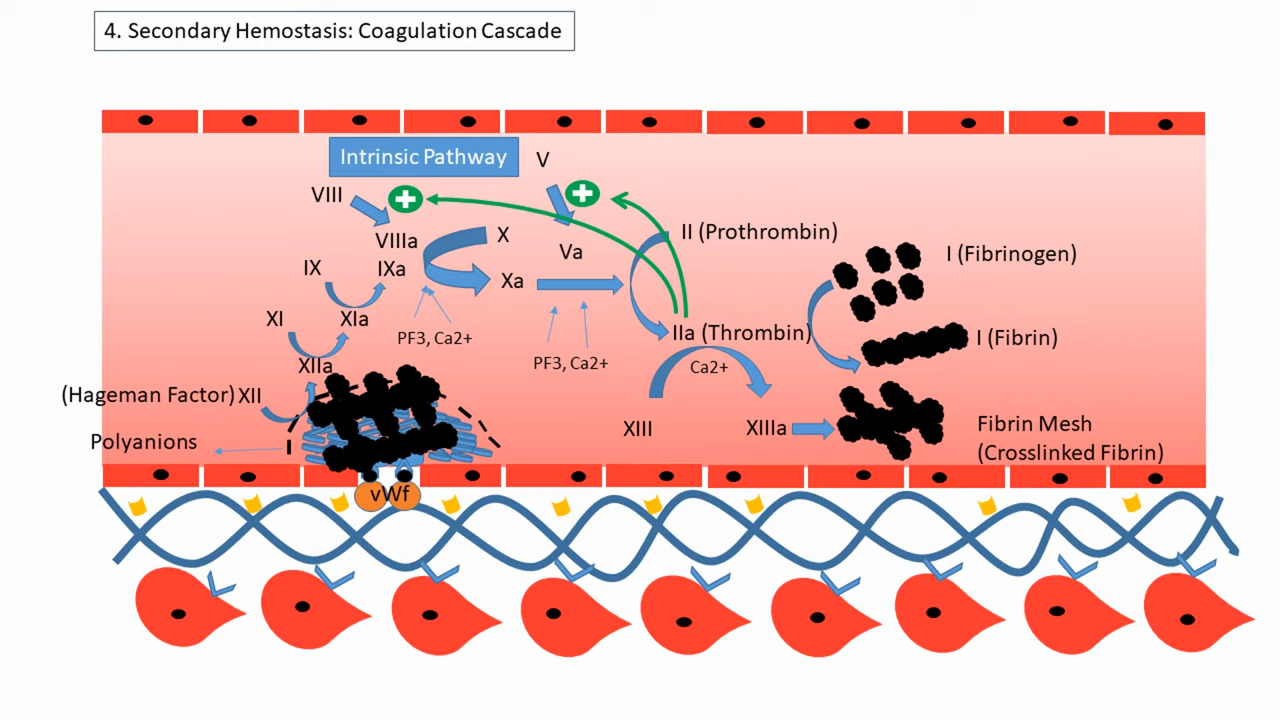 4. Secondary Hemostasis: Coagulation Cascade
Intrinsic Pathway
V
VIII
II (Prothrombin)
X
VIIIa
Va
I (Fibrinogen)
IX
IXa
Xa
XI
XIa
IIa (Thrombin)
I (Fibrin)
PF3, Ca2+
PF3, Ca2+
Ca2+
XIIa
(Hageman Factor) XII
XIII
XIIIa
Fibrin Mesh
(Crosslinked Fibrin)
Polyanions
vWf